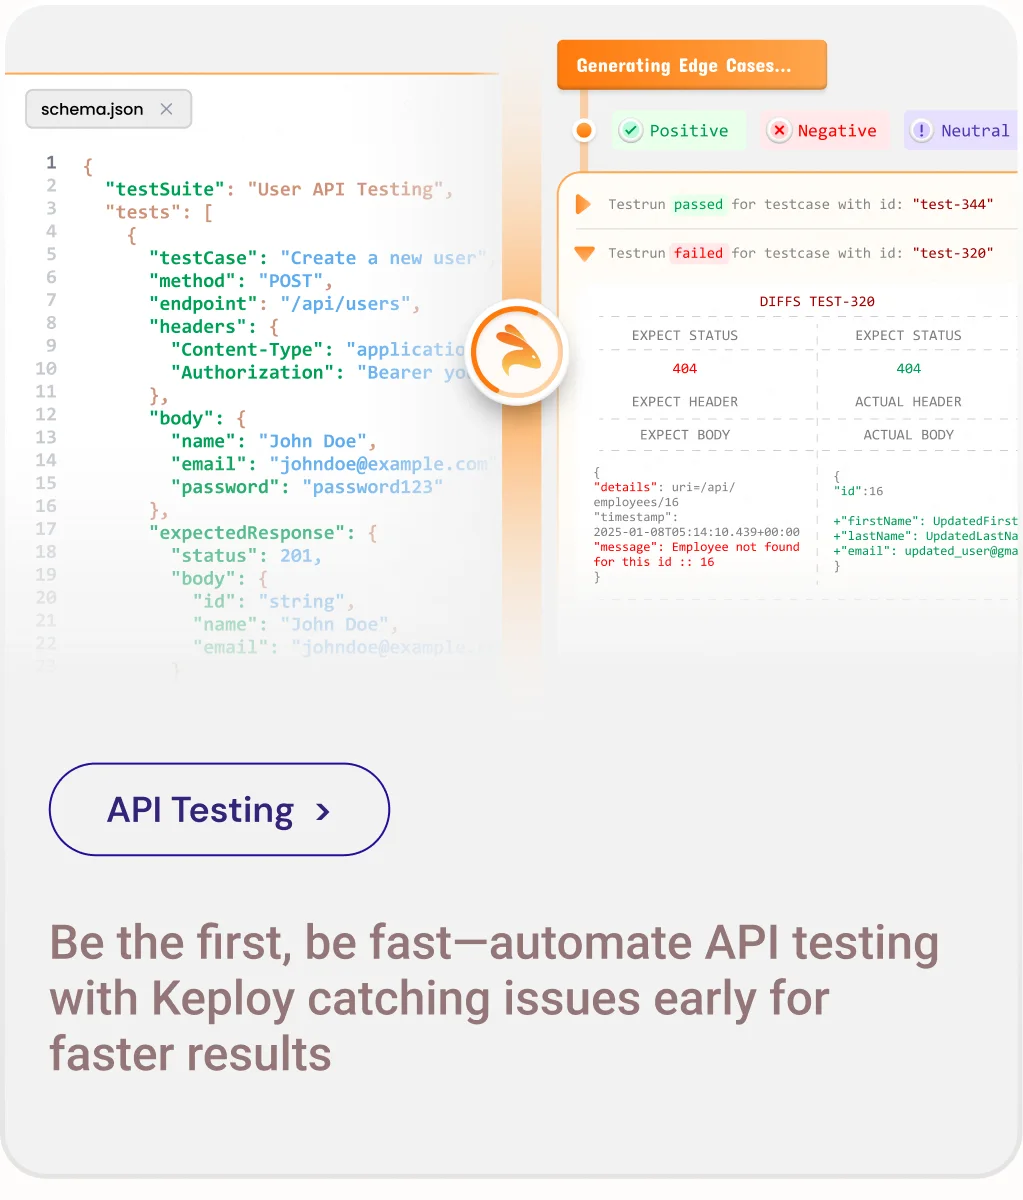 schema.json
1 {
2 "testSuite": "User API Testing",
3 "tests": [
4 {
5 "testCase": "Create a new user",
6 "method": "POST",
7 "endpoint": "/api/users",
8 "headers": {
9 "Content-Type": "applicatio
10 "Authorization": "Bearer yo
11 },
12 "body": {
13 "name": "John Doe",
14 "email": "johndoe@example.com"
15 "password": "password123"
16 },
17 "expectedResponse": {
18 "status": 201,
19 "body": {
20 "id": "string",
21 "name": "John Doe",
22 "email": "johndoe@example.
23 }
Generating Edge Cases...
Positive Negative Neutral
Testrun passed for testcase with id: "test-344"
Testrun failed for testcase with id: "test-320"
DIFFS TEST-320
EXPECT STATUS EXPECT STATUS
404 404
EXPECT HEADER ACTUAL HEADER
EXPECT BODY ACTUAL BODY
{
"details": uri=/api/
employees/16
"timestamp":
2025-01-08T05:14:10.439+00:00
"message": Employee not found
for this id :: 16
}
{
"id":16
+"firstName": UpdatedFirst
+"lastName": UpdatedLastNa
+"email": updated_user@gma
}
API Testing ›
Be the first, be fast—automate API testing
with Keploy catching issues early for
faster results